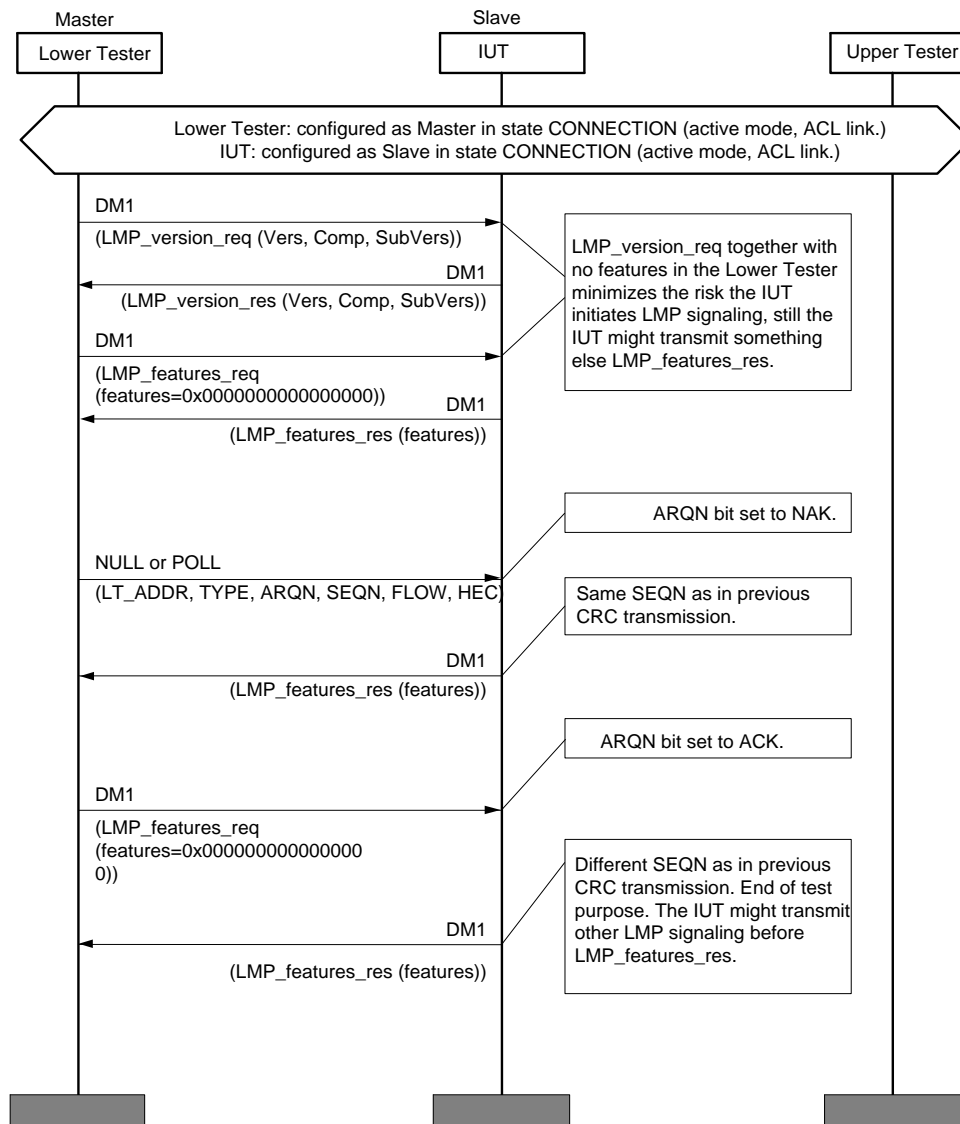 Master
Slave
Lower Tester
IUT
Upper Tester
Lower Tester: configured as Master in state CONNECTION (active mode, ACL link.)
IUT: configured as Slave in state CONNECTION (active mode, ACL link.)
DM1
(LMP_version_req (Vers, Comp, SubVers))
LMP_version_req together with
no features in the Lower Tester
minimizes the risk the IUT
initiates LMP signaling, still the
IUT might transmit something
else LMP_features_res.
DM1
(LMP_version_res (Vers, Comp, SubVers))
DM1
(LMP_features_req
(features=0x0000000000000000))
DM1
(LMP_features_res (features))
ARQN bit set to NAK.
NULL or POLL
(LT_ADDR, TYPE, ARQN, SEQN, FLOW, HEC)
Same SEQN as in previous
CRC transmission.
DM1
(LMP_features_res (features))
ARQN bit set to ACK.
DM1
(LMP_features_req
(features=0x000000000000000
0))
Different SEQN as in previous
CRC transmission. End of test
purpose. The IUT might transmit
other LMP signaling before
LMP_features_res.
DM1
(LMP_features_res (features))